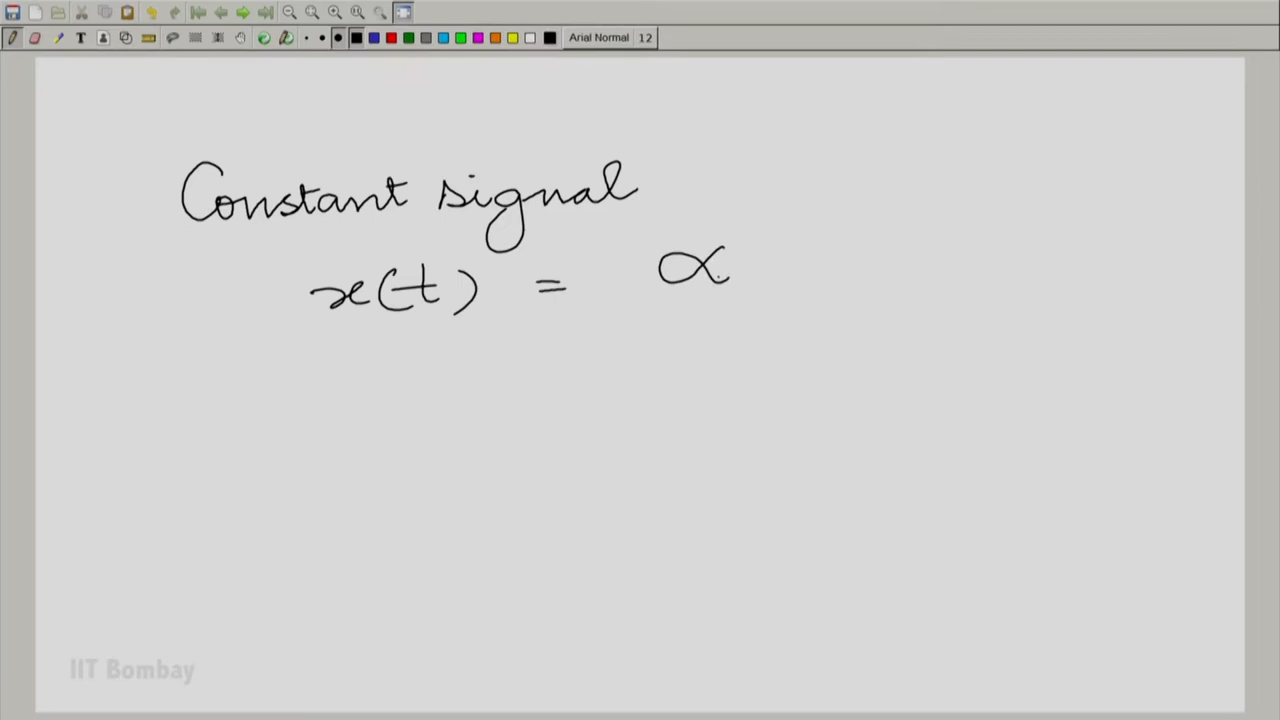 Arial Normal 12
Constant signal
x(t) = α
IIT Bombay